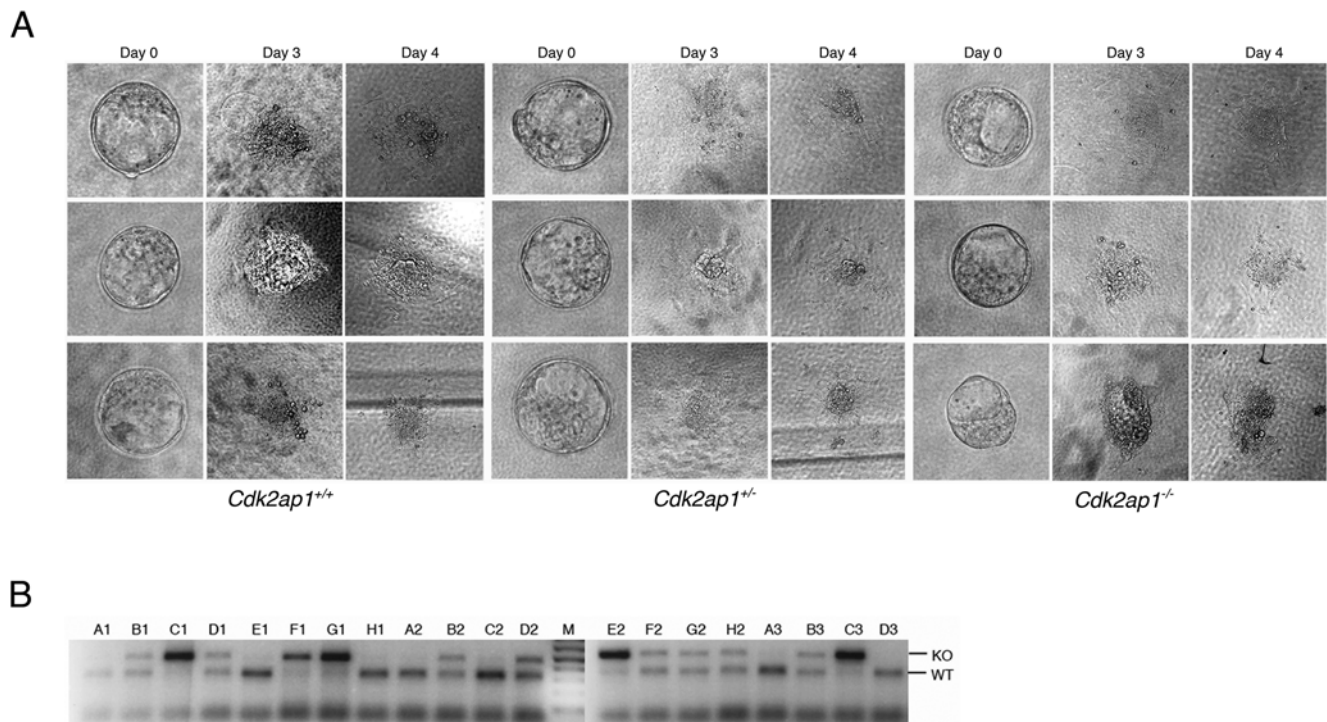 A
Day 0 Day 3 Day 4 Day 0 Day 3 Day 4 Day 0 Day 3 Day 4
Cdk2ap1+/+ Cdk2ap1+/- Cdk2ap1-/-
B
A1 B1 C1 D1 E1 F1 G1 H1 A2 B2 C2 D2 M E2 F2 G2 H2 A3 B3 C3 D3
KO
WT